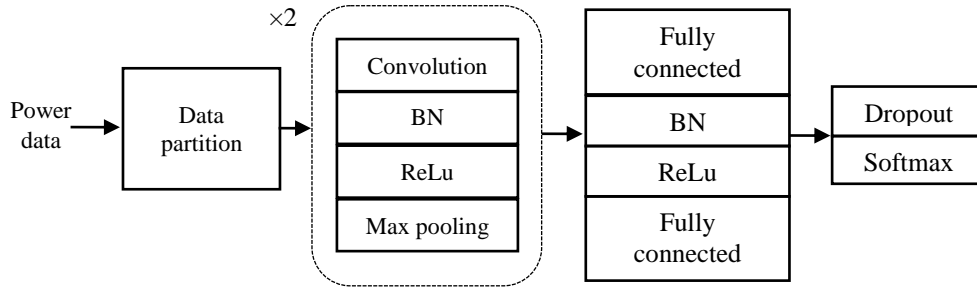 Power
data
Data
partition
×2
Convolution
BN
ReLu
Max pooling
Fully
connected
BN
ReLu
Fully
connected
Dropout
Softmax